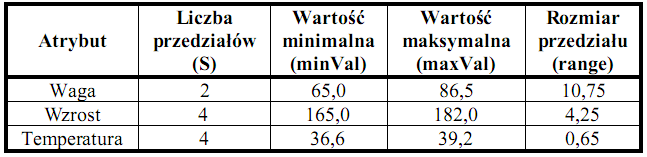 Atrybut Liczba przedziałów (S) Wartość minimalna (minVal) Wartość maksymalna (maxVal) Rozmiar przedziału (range)
Waga 2 65,0 86,5 10,75
Wzrost 4 165,0 182,0 4,25
Temperatura 4 36,6 39,2 0,65